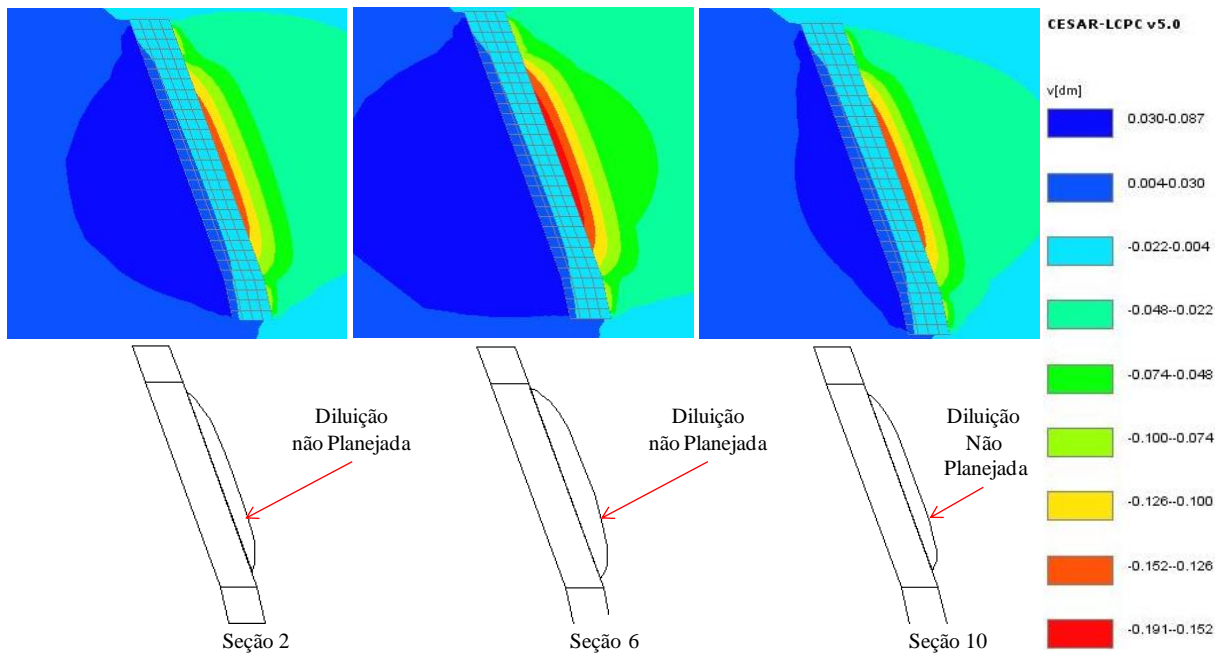 CESAR-LCPC v5.0
v[dm]
0.030-0.087
0.004-0.030
-0.022-0.004
-0.048--0.022
-0.074--0.048
-0.100--0.074
-0.126--0.100
-0.152--0.126
-0.191--0.152
Diluição
não Planejada
Diluição
não Planejada
Diluição
Não
Planejada
Seção 2
Seção 6
Seção 10